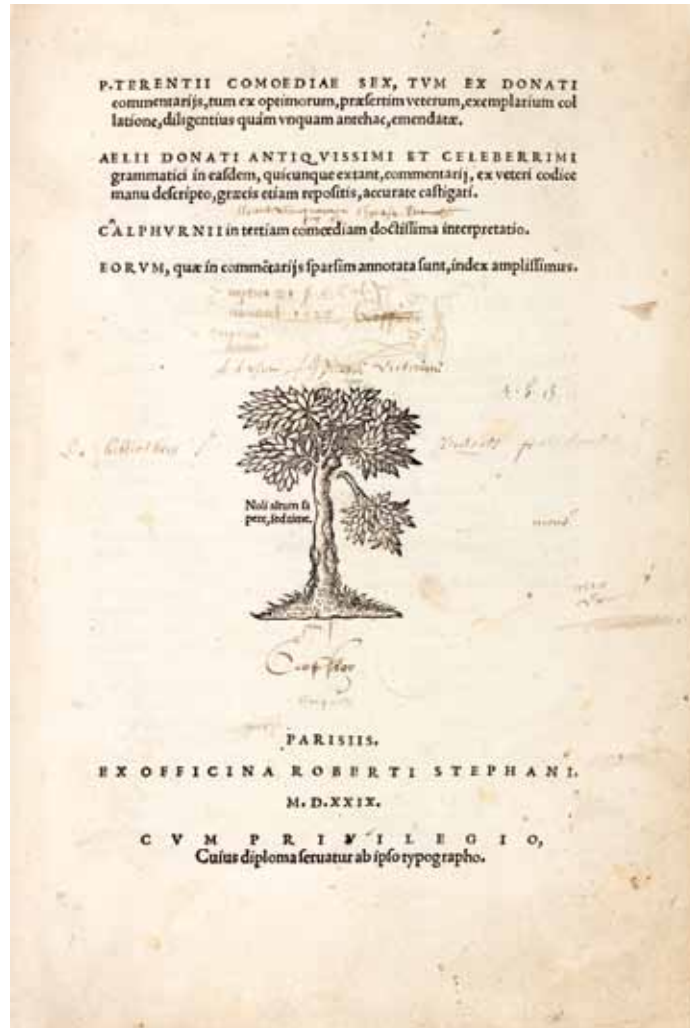 P. TERENTII COMOEDIAE SEX, TVM EX DONATI
commentarijs, tum ex optimorum, præsertim veterum, exemplarium col
latione, diligentius quàm vnquam antehac, emendatæ.
AELII DONATI ANTIQVISSIMI ET CELEBERRIMI
grammatici in easdem, quicunque extant, commentarij, ex veteri codice
manu descripto, græcis etiam repositis, accurate castigati.
CALPHVRNII in tertiam comœdiam doctissima interpretatio.
EORVM, quæ in commētarijs sparsim annotata sunt, index amplissimus.
Noli altum sa
pere, sed time.
PARISIIS.
EX OFFICINA ROBERTI STEPHANI.
M. D. XXIX.
CVM PRIVILEGIO,
Cuius diploma seruatur ab ipso typographo.